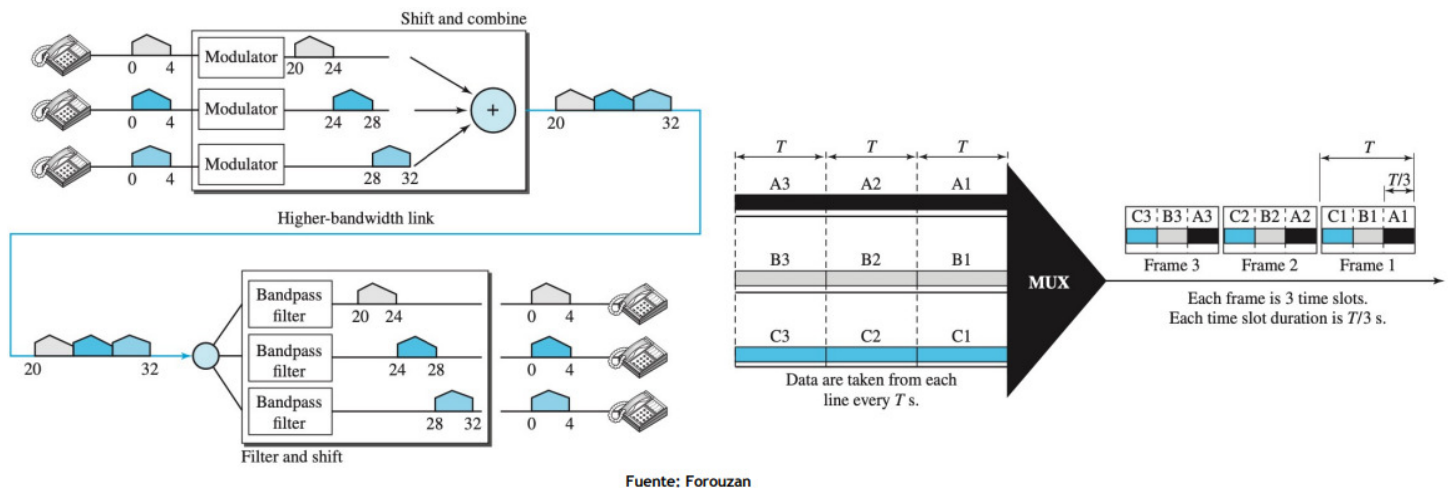 Shift and combine
0 4 Modulator 20 24
0 4 Modulator 24 28
0 4 Modulator 28 32
+
20 32
Higher-bandwidth link
20 32
Bandpass
filter
20 24
0 4
Bandpass
filter
24 28
0 4
Bandpass
filter
28 32
0 4
Filter and shift
T T T
A3 A2 A1
B3 B2 B1
C3 C2 C1
MUX
Data are taken from each
line every T s.
T
T/3
C3 B3 A3 C2 B2 A2 C1 B1 A1
Frame 3 Frame 2 Frame 1
Each frame is 3 time slots.
Each time slot duration is T/3 s.
Fuente: Forouzan